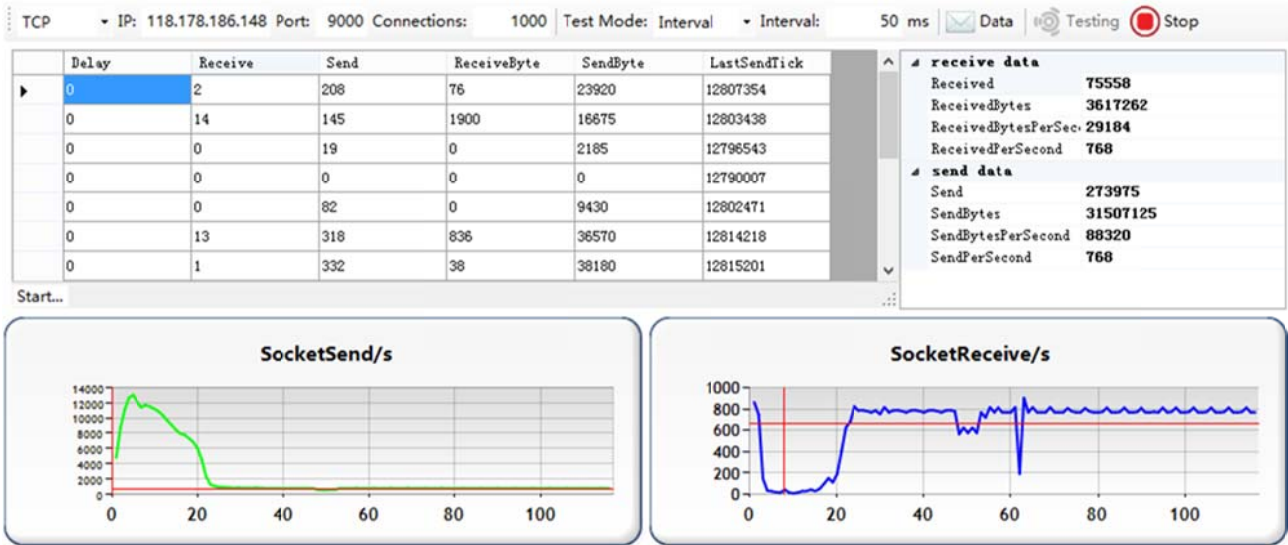 TCP IP: 118.178.186.148 Port: 9000 Connections: 1000 Test Mode: Interval Interval: 50 ms Data Testing Stop
Delay Receive Send ReceiveByte SendByte LastSendTick
0 2 208 76 23920 12807354
0 14 145 1900 16675 12803438
0 0 19 0 2185 12796543
0 0 0 0 0 12790007
0 0 82 0 9430 12802471
0 13 318 836 36570 12814218
0 1 332 38 38180 12815201
Start...
receive data
Received 75558
ReceivedBytes 3617262
ReceivedBytesPerSec 29184
ReceivedPerSecond 768
send data
Send 273975
SendBytes 31507125
SendBytesPerSecond 88320
SendPerSecond 768
SocketSend/s
14000
12000
10000
8000
6000
4000
2000
0
0 20 40 60 80 100
SocketReceive/s
1000
800
600
400
200
0
0 20 40 60 80 100